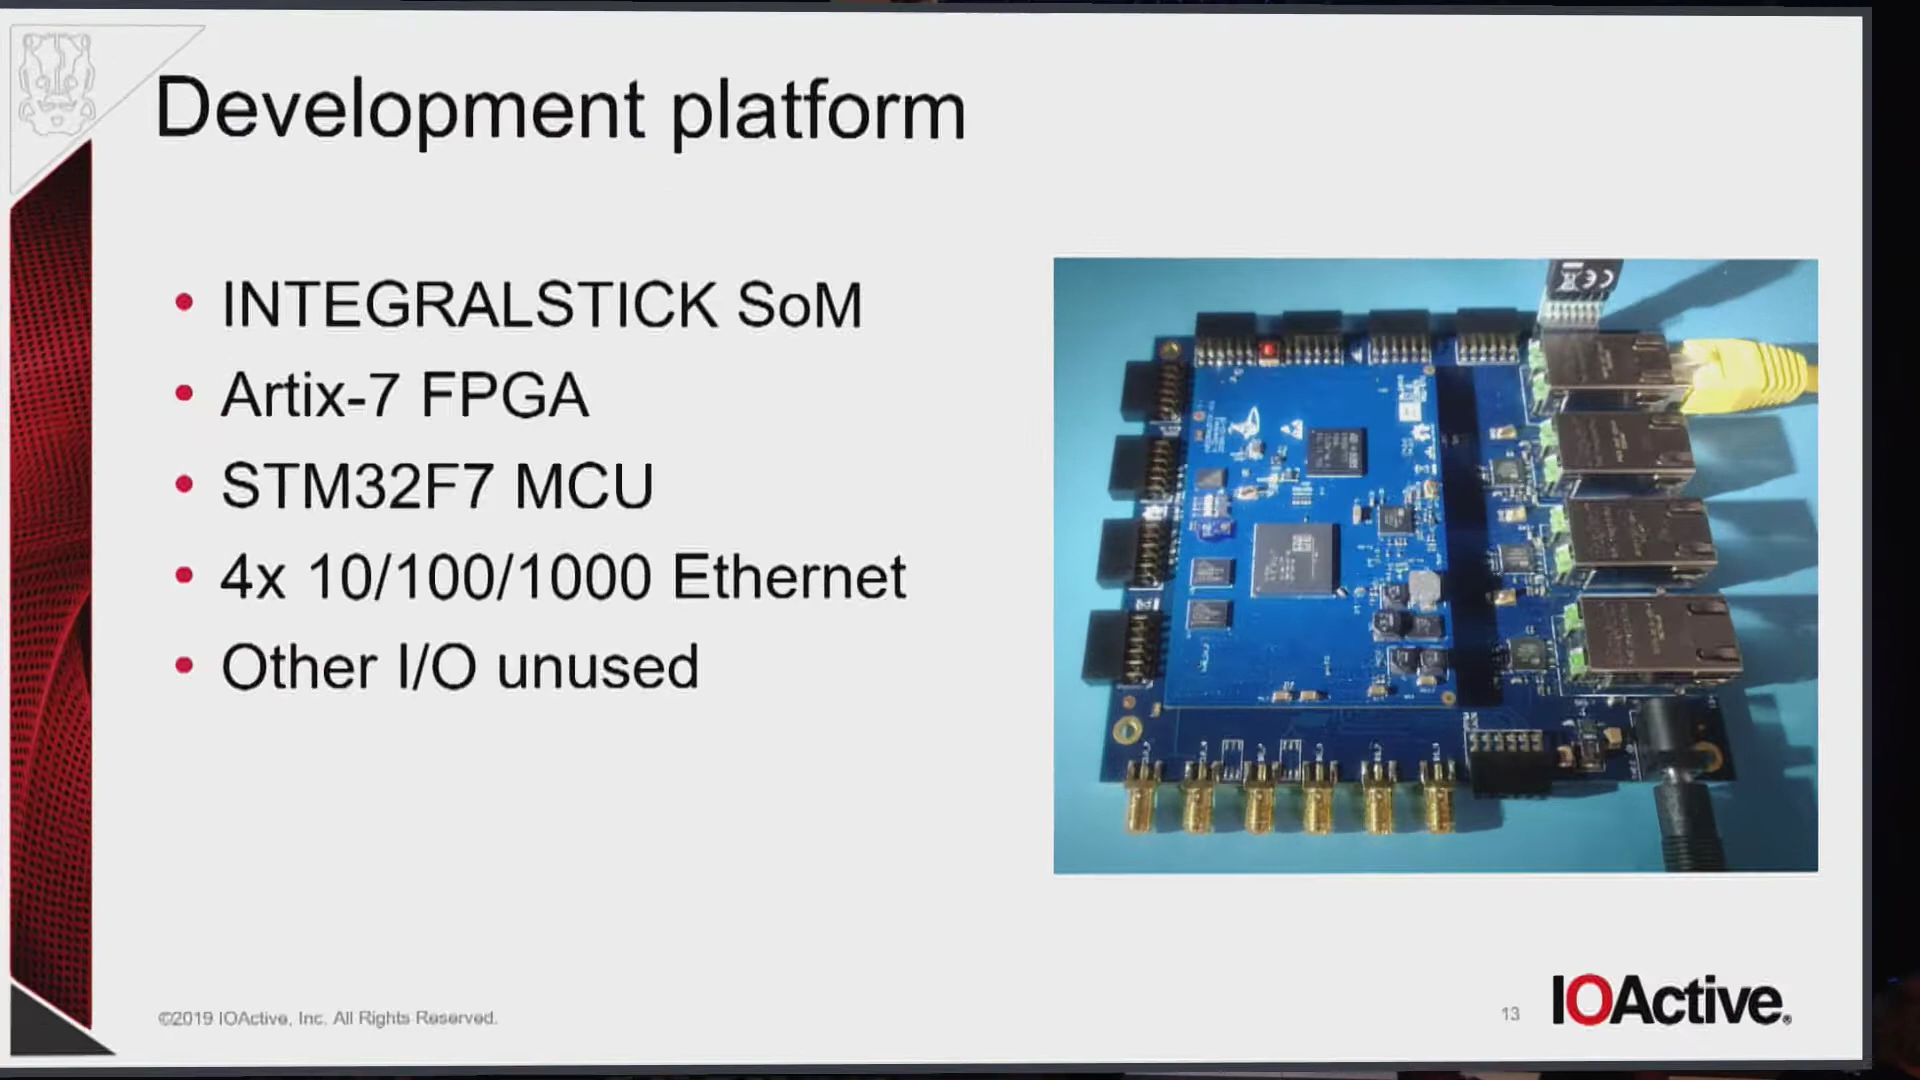 Development platform
INTEGRALSTICK SoM
Artix-7 FPGA
STM32F7 MCU
4x 10/100/1000 Ethernet
Other I/O unused
©2019 IOActive, Inc. All Rights Reserved.
13
IOActive.